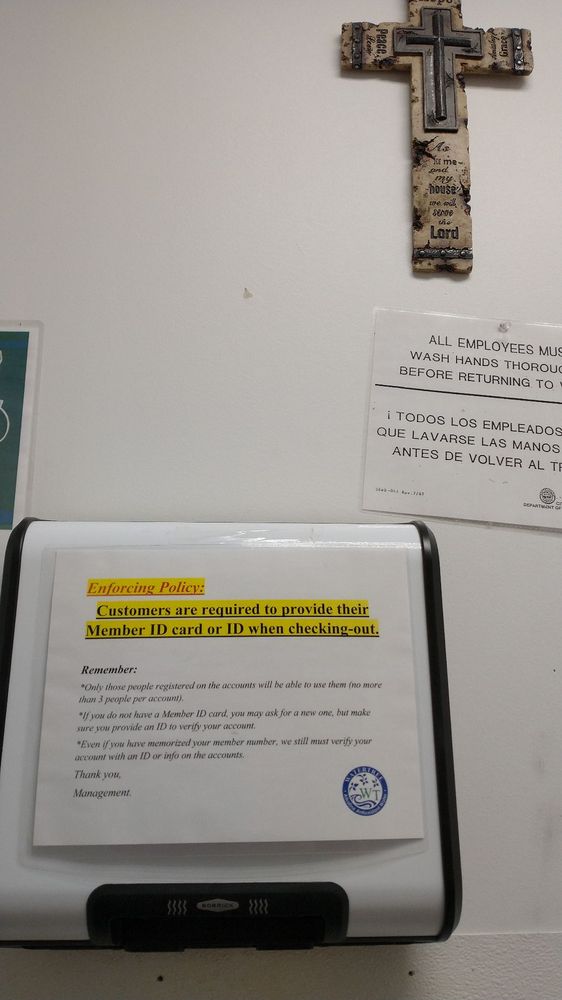 Peace,
Love
Grace
As
for me
and
my
house
we will
serve
the
Lord
ALL EMPLOYEES MUS
WASH HANDS THOROUG
BEFORE RETURNING TO W
¡ TODOS LOS EMPLEADOS
QUE LAVARSE LAS MANOS
ANTES DE VOLVER AL TR
DEPARTMENT OF
Enforcing Policy:
Customers are required to provide their
Member ID card or ID when checking-out.
Remember:
*Only those people registered on the accounts will be able to use them (no more
than 3 people per account).
*If you do not have a Member ID card, you may ask for a new one, but make
sure you provide an ID to verify your account.
*Even if you have memorized your member number, we still must verify your
account with an ID or info on the accounts.
Thank you,
Management.
WATERTREE
WT
BOBRICK